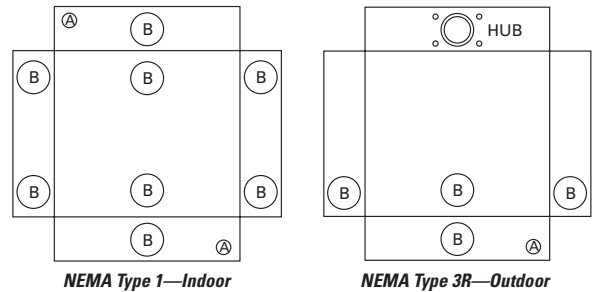 A B
HUB
B B B
B B B B B
B A B A
NEMA Type 1—Indoor NEMA Type 3R—Outdoor